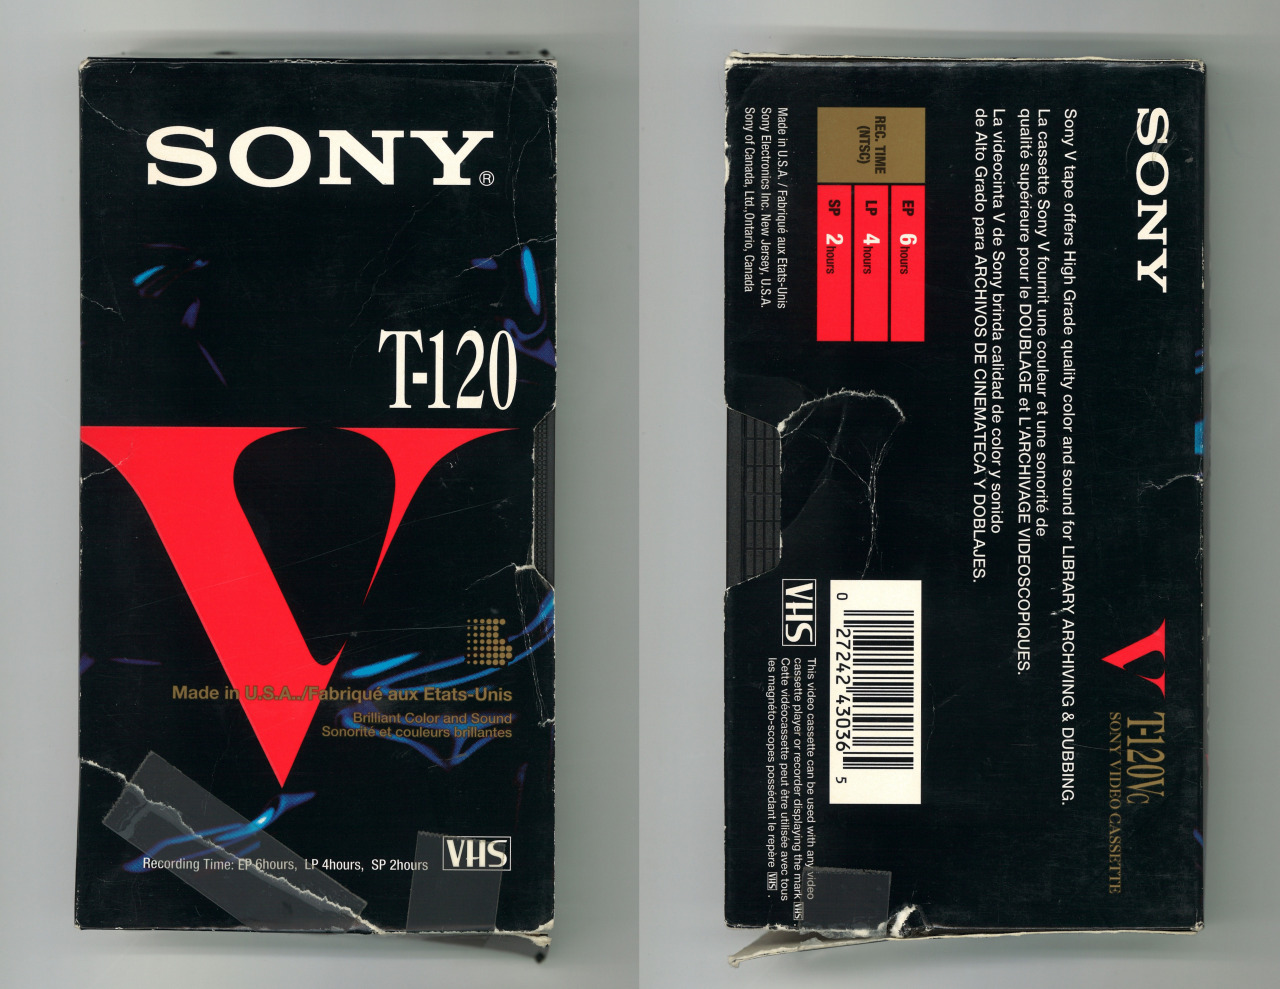 SONY®
T-120
V
Made in U.S.A../Fabriqué aux Etats-Unis
Brilliant Color and Sound
Sonorité et couleurs brillantes
Recording Time: EP 6hours, LP 4hours, SP 2hours
VHS
SONY
V
T-120Vc
SONY VIDEO CASSETTE
Sony V tape offers High Grade quality color and sound for LIBRARY ARCHIVING & DUBBING.
La cassette Sony V fournit une couleur et une sonorité de
qualité supérieure pour le DOUBLAGE et L'ARCHIVAGE VIDEOSCOPIQUES.
La videocinta V de Sony brinda calidad de color y sonido
de Alto Grado para ARCHIVOS DE CINEMATECA Y DOBLAJES.
REC. TIME
(NTSC)
EP 6 hours
LP 4 hours
SP 2 hours
Made in U.S.A. / Fabriqué aux Etats-Unis
Sony Electronics Inc. New Jersey, U.S.A.
Sony of Canada, Ltd.,Ontario, Canada
0 27242 43036 5
VHS
This video cassette can be used with any video
cassette player or recorder displaying the mark VHS.
Cette vidéocassette peut être utilisée avec tous
les magnéto-scopes possédant le repère VHS.